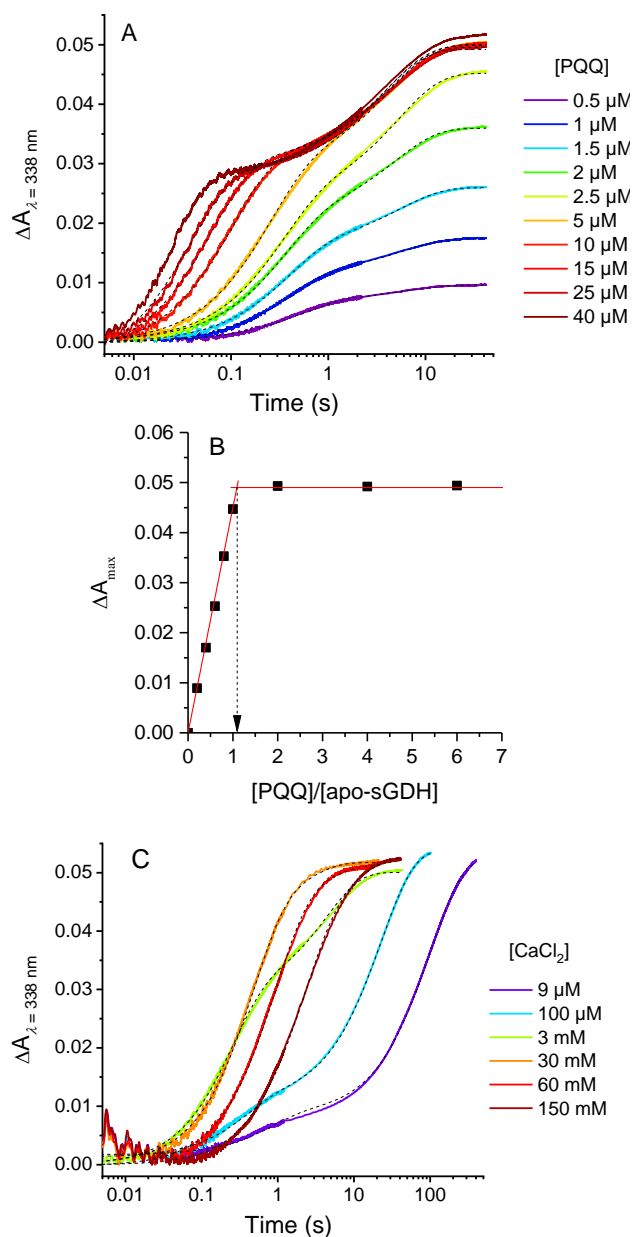 A
0.05
0.04
0.03
0.02
0.01
0.00
ΔA λ = 338 nm
0.01
0.1
1
10
Time (s)
[PQQ]
0.5 µM
1 µM
1.5 µM
2 µM
2.5 µM
5 µM
10 µM
15 µM
25 µM
40 µM
B
0.06
0.05
0.04
0.03
0.02
0.01
0.00
ΔA max
0
1
2
3
4
5
6
7
[PQQ]/[apo-sGDH]
C
0.05
0.04
0.03
0.02
0.01
0.00
ΔA λ = 338 nm
0.01
0.1
1
10
100
Time (s)
[CaCl₂]
9 µM
100 µM
3 mM
30 mM
60 mM
150 mM